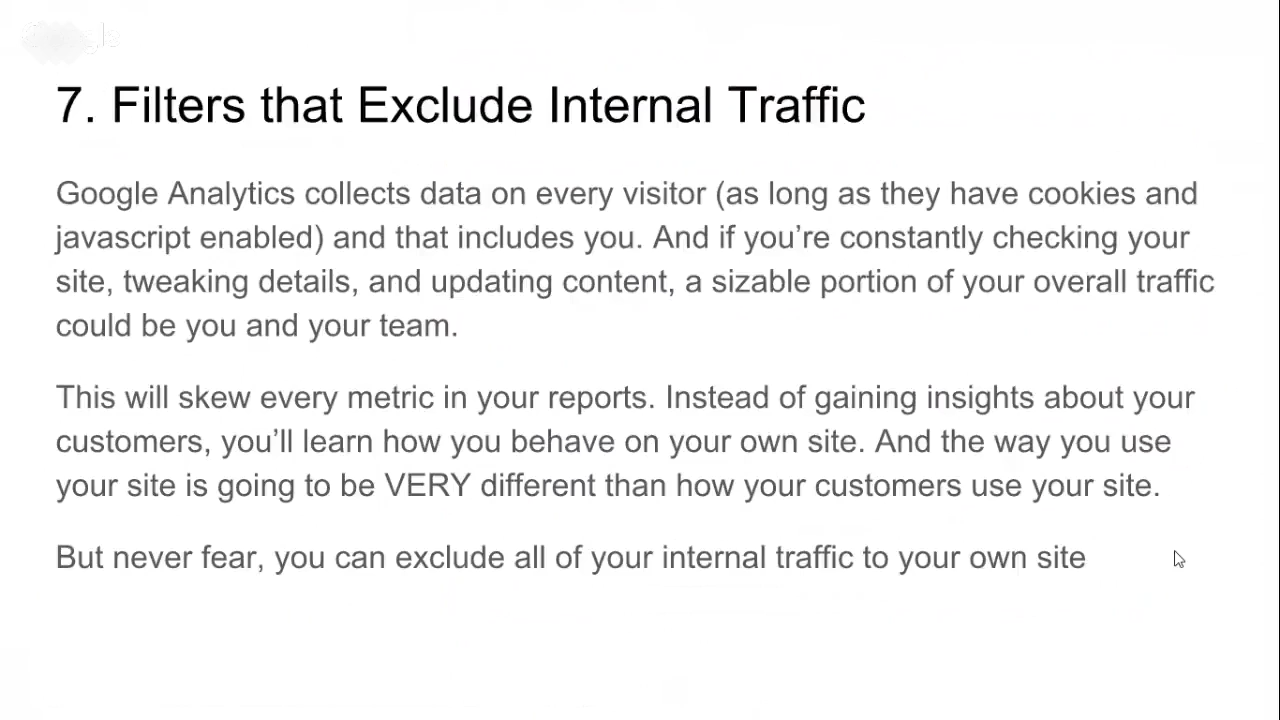 7. Filters that Exclude Internal Traffic
Google Analytics collects data on every visitor (as long as they have cookies and
javascript enabled) and that includes you. And if you’re constantly checking your
site, tweaking details, and updating content, a sizable portion of your overall traffic
could be you and your team.
This will skew every metric in your reports. Instead of gaining insights about your
customers, you’ll learn how you behave on your own site. And the way you use
your site is going to be VERY different than how your customers use your site.
But never fear, you can exclude all of your internal traffic to your own site